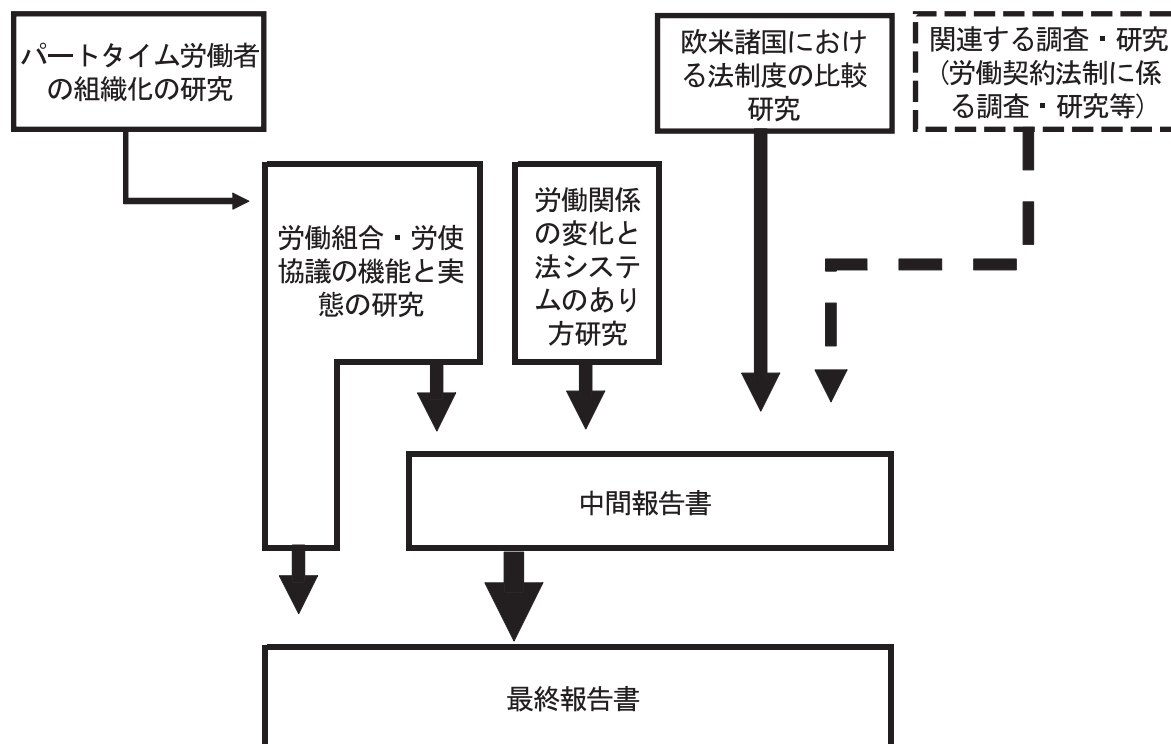 パートタイム労働者
の組織化の研究
欧米諸国におけ
る法制度の比較
研究
関連する調査・研究
(労働契約法制に係
る調査・研究等)
労働組合・労使
協議の機能と実
態の研究
労働関係
の変化と
法システ
ムのあり
方研究
中間報告書
最終報告書